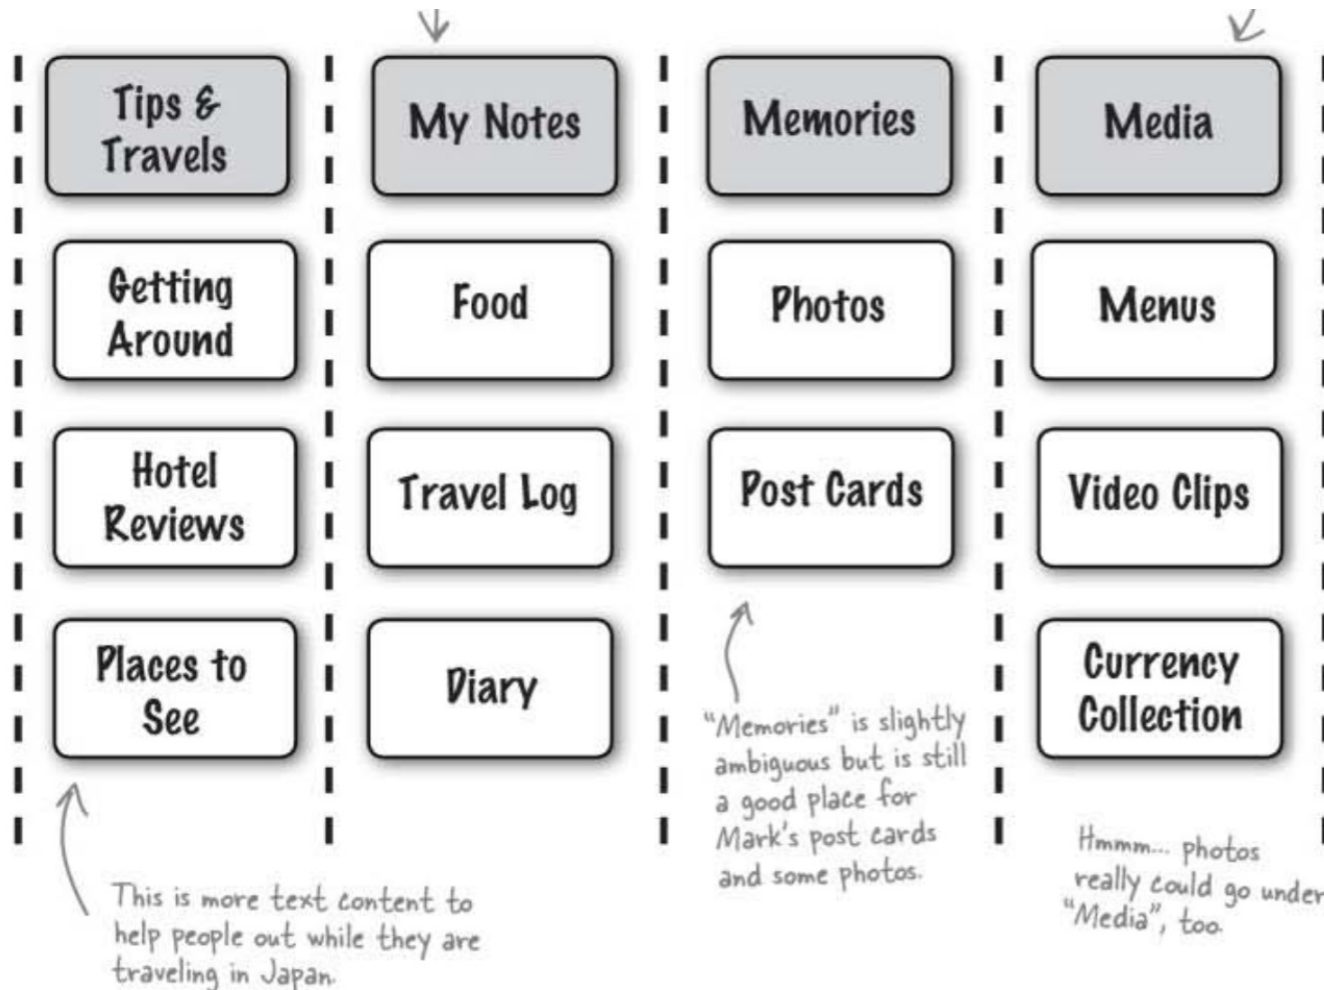 Tips &
Travels
Getting
Around
Hotel
Reviews
Places to
See
This is more text content to
help people out while they are
traveling in Japan.
My Notes
Food
Travel Log
Diary
Memories
Photos
Post Cards
"Memories" is slightly
ambiguous but is still
a good place for
Mark's post cards
and some photos.
Media
Menus
Video Clips
Currency
Collection
Hmmm... photos
really could go under
"Media", too.